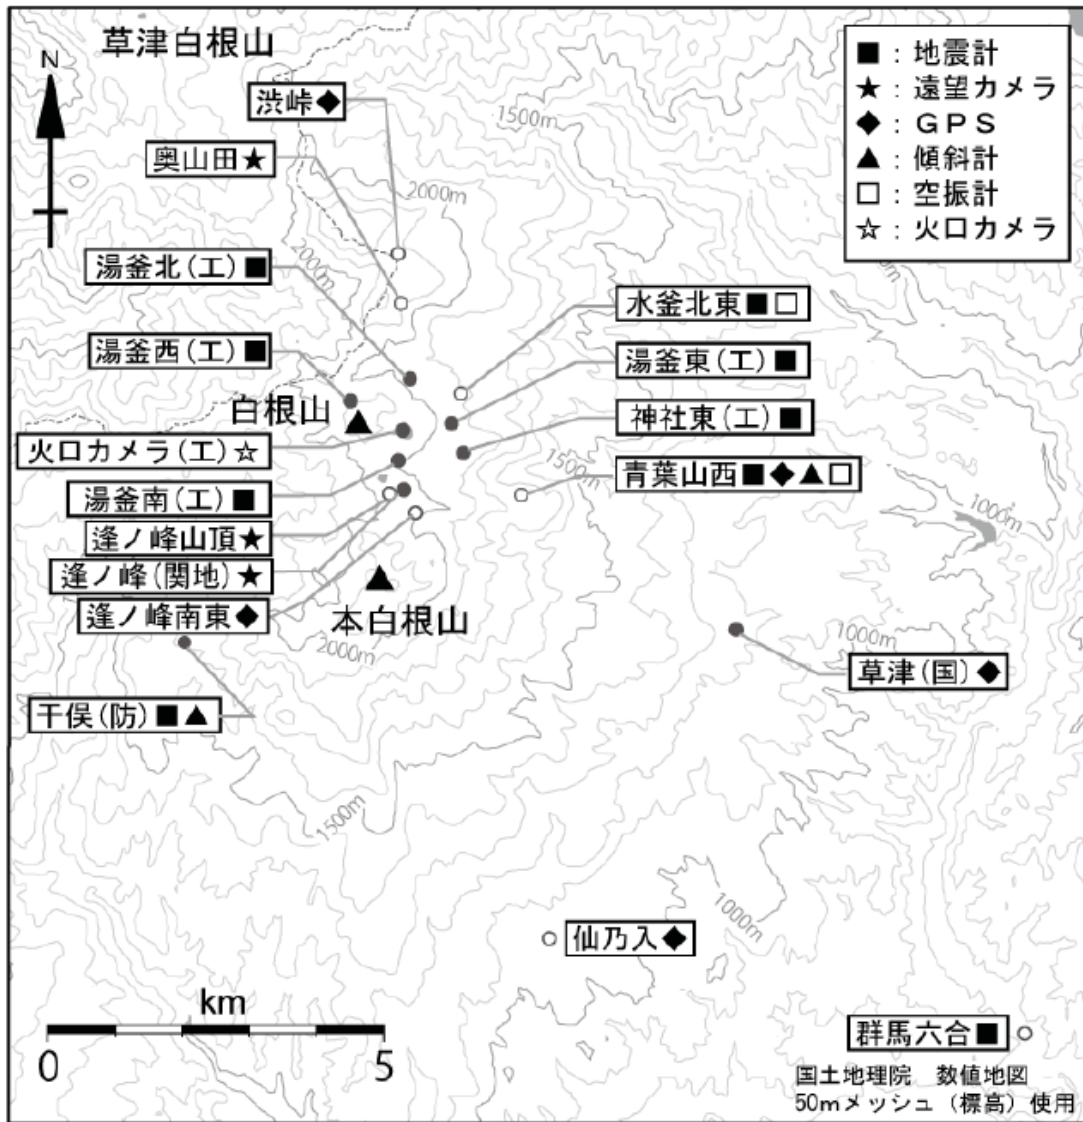 草津白根山
N
渋峠◆
奥山田★
湯釜北(工)■
湯釜西(工)■
白根山
火口カメラ(工)☆
湯釜南(工)■
逢ノ峰山頂★
逢ノ峰(関地)★
逢ノ峰南東◆
本白根山
干俣(防)■▲
■：地震計
★：遠望カメラ
◆：ＧＰＳ
▲：傾斜計
□：空振計
☆：火口カメラ
水釜北東■□
湯釜東(工)■
神社東(工)■
青葉山西■◆▲□
草津(国)◆
仙乃入◆
群馬六合■
1500m
2000m
2000m
1500m
1000m
2000m
1000m
1500m
1000m
km
0 5
国土地理院　数値地図
50mメッシュ（標高）使用